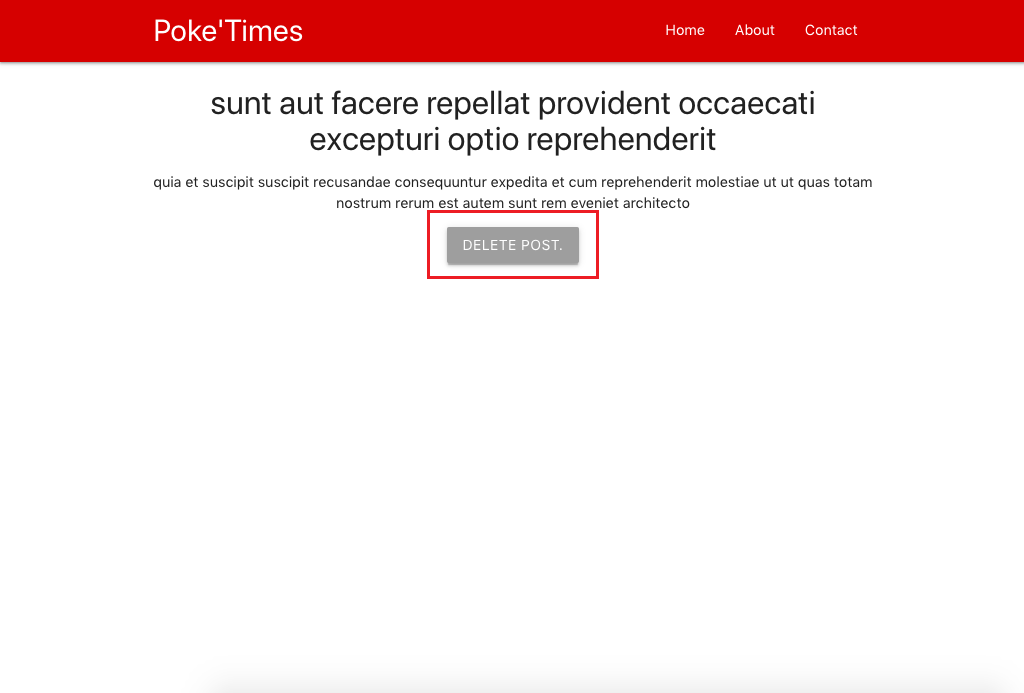 Poke'Times
Home About Contact
sunt aut facere repellat provident occaecati
excepturi optio reprehenderit
quia et suscipit suscipit recusandae consequuntur expedita et cum reprehenderit molestiae ut ut quas totam
nostrum rerum est autem sunt rem eveniet architecto
DELETE POST.